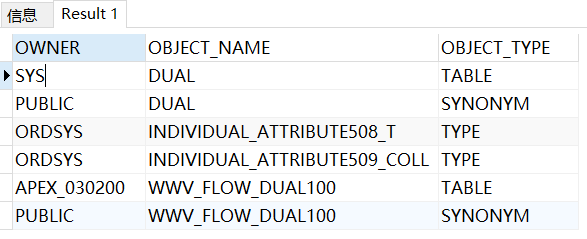 信息 Result 1
OWNER OBJECT_NAME OBJECT_TYPE
SYS DUAL TABLE
PUBLIC DUAL SYNONYM
ORDSYS INDIVIDUAL_ATTRIBUTE508_T TYPE
ORDSYS INDIVIDUAL_ATTRIBUTE509_COLL TYPE
APEX_030200 WWV_FLOW_DUAL100 TABLE
PUBLIC WWV_FLOW_DUAL100 SYNONYM